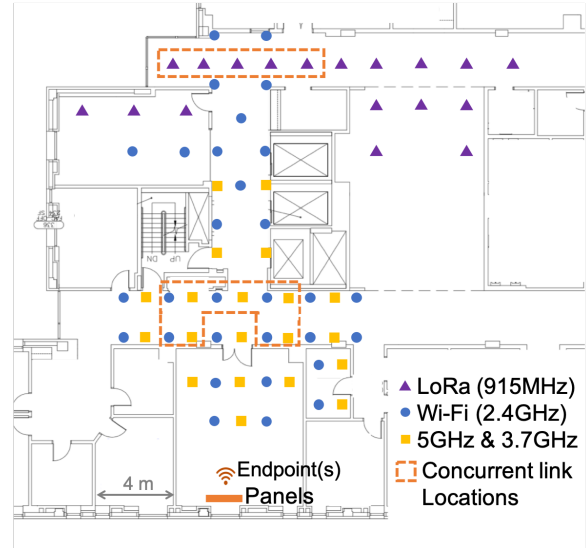 UP
DN
LoRa (915MHz)
Wi-Fi (2.4GHz)
5GHz & 3.7GHz
Endpoint(s)
Panels
Concurrent link
Locations
4 m